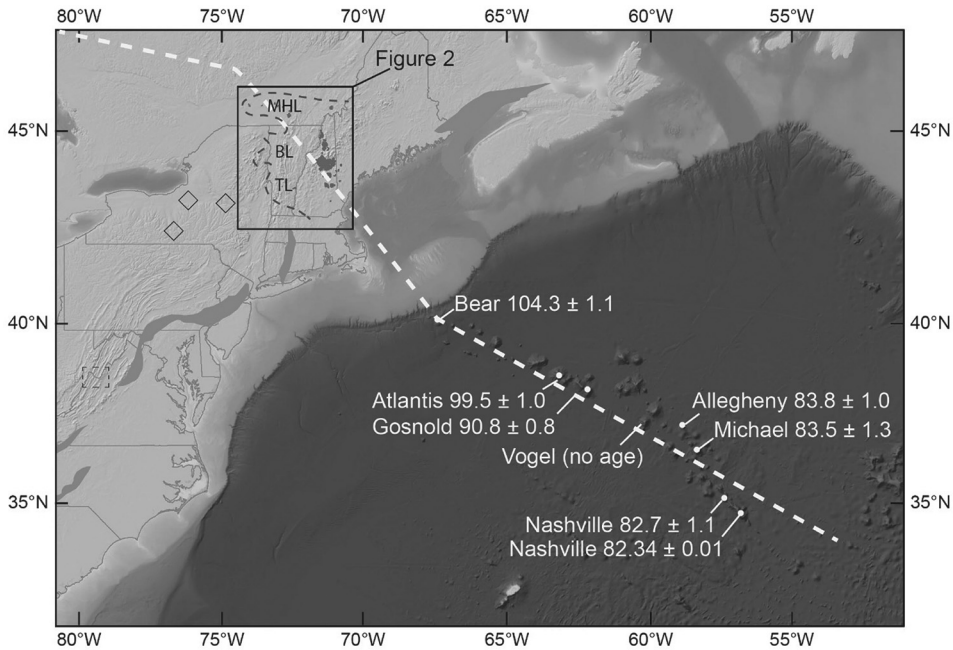 80°W 75°W 70°W 65°W 60°W 55°W
Figure 2
MHL
45°N 45°N
BL
TL
Bear 104.3 ± 1.1
40°N 40°N
Atlantis 99.5 ± 1.0
Allegheny 83.8 ± 1.0
Gosnold 90.8 ± 0.8
Michael 83.5 ± 1.3
Vogel (no age)
35°N 35°N
Nashville 82.7 ± 1.1
Nashville 82.34 ± 0.01
80°W 75°W 70°W 65°W 60°W 55°W